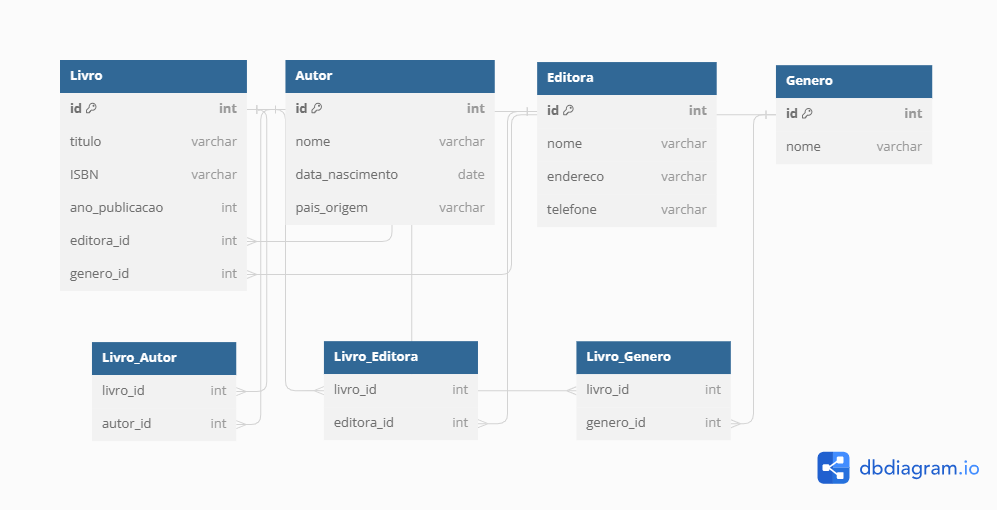 Livro
id int
titulo varchar
ISBN varchar
ano_publicacao int
editora_id int
genero_id int
Autor
id int
nome varchar
data_nascimento date
pais_origem varchar
Editora
id int
nome varchar
endereco varchar
telefone varchar
Genero
id int
nome varchar
Livro_Autor
livro_id int
autor_id int
Livro_Editora
livro_id int
editora_id int
Livro_Genero
livro_id int
genero_id int
dbdiagram.io